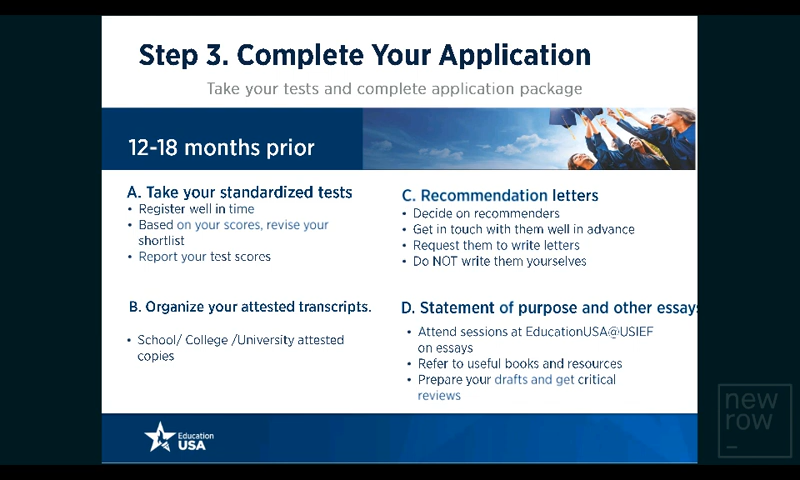 Step 3. Complete Your Application
Take your tests and complete application package
12-18 months prior
A. Take your standardized tests
• Register well in time
• Based on your scores, revise your
shortlist
• Report your test scores
B. Organize your attested transcripts.
• School/ College /University attested
copies
C. Recommendation letters
• Decide on recommenders
• Get in touch with them well in advance
• Request them to write letters
• Do NOT write them yourselves
D. Statement of purpose and other essays
• Attend sessions at EducationUSA@USIEF
on essays
• Refer to useful books and resources
• Prepare your drafts and get critical
reviews
Education
USA
new
row